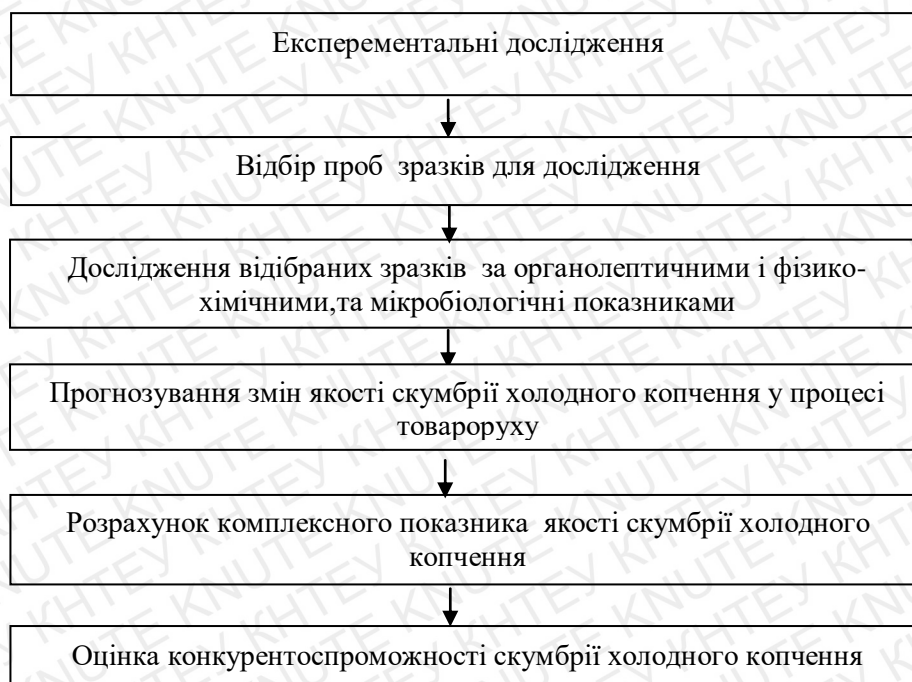 Експерементальні дослідження
Відбір проб зразків для дослідження
Дослідження відібраних зразків за органолептичними і фізико-
хімічними,та мікробіологічні показниками
Прогнозування змін якості скумбрії холодного копчення у процесі
товароруху
Розрахунок комплексного показника якості скумбрії холодного
копчення
Оцінка конкурентоспроможності скумбрії холодного копчення